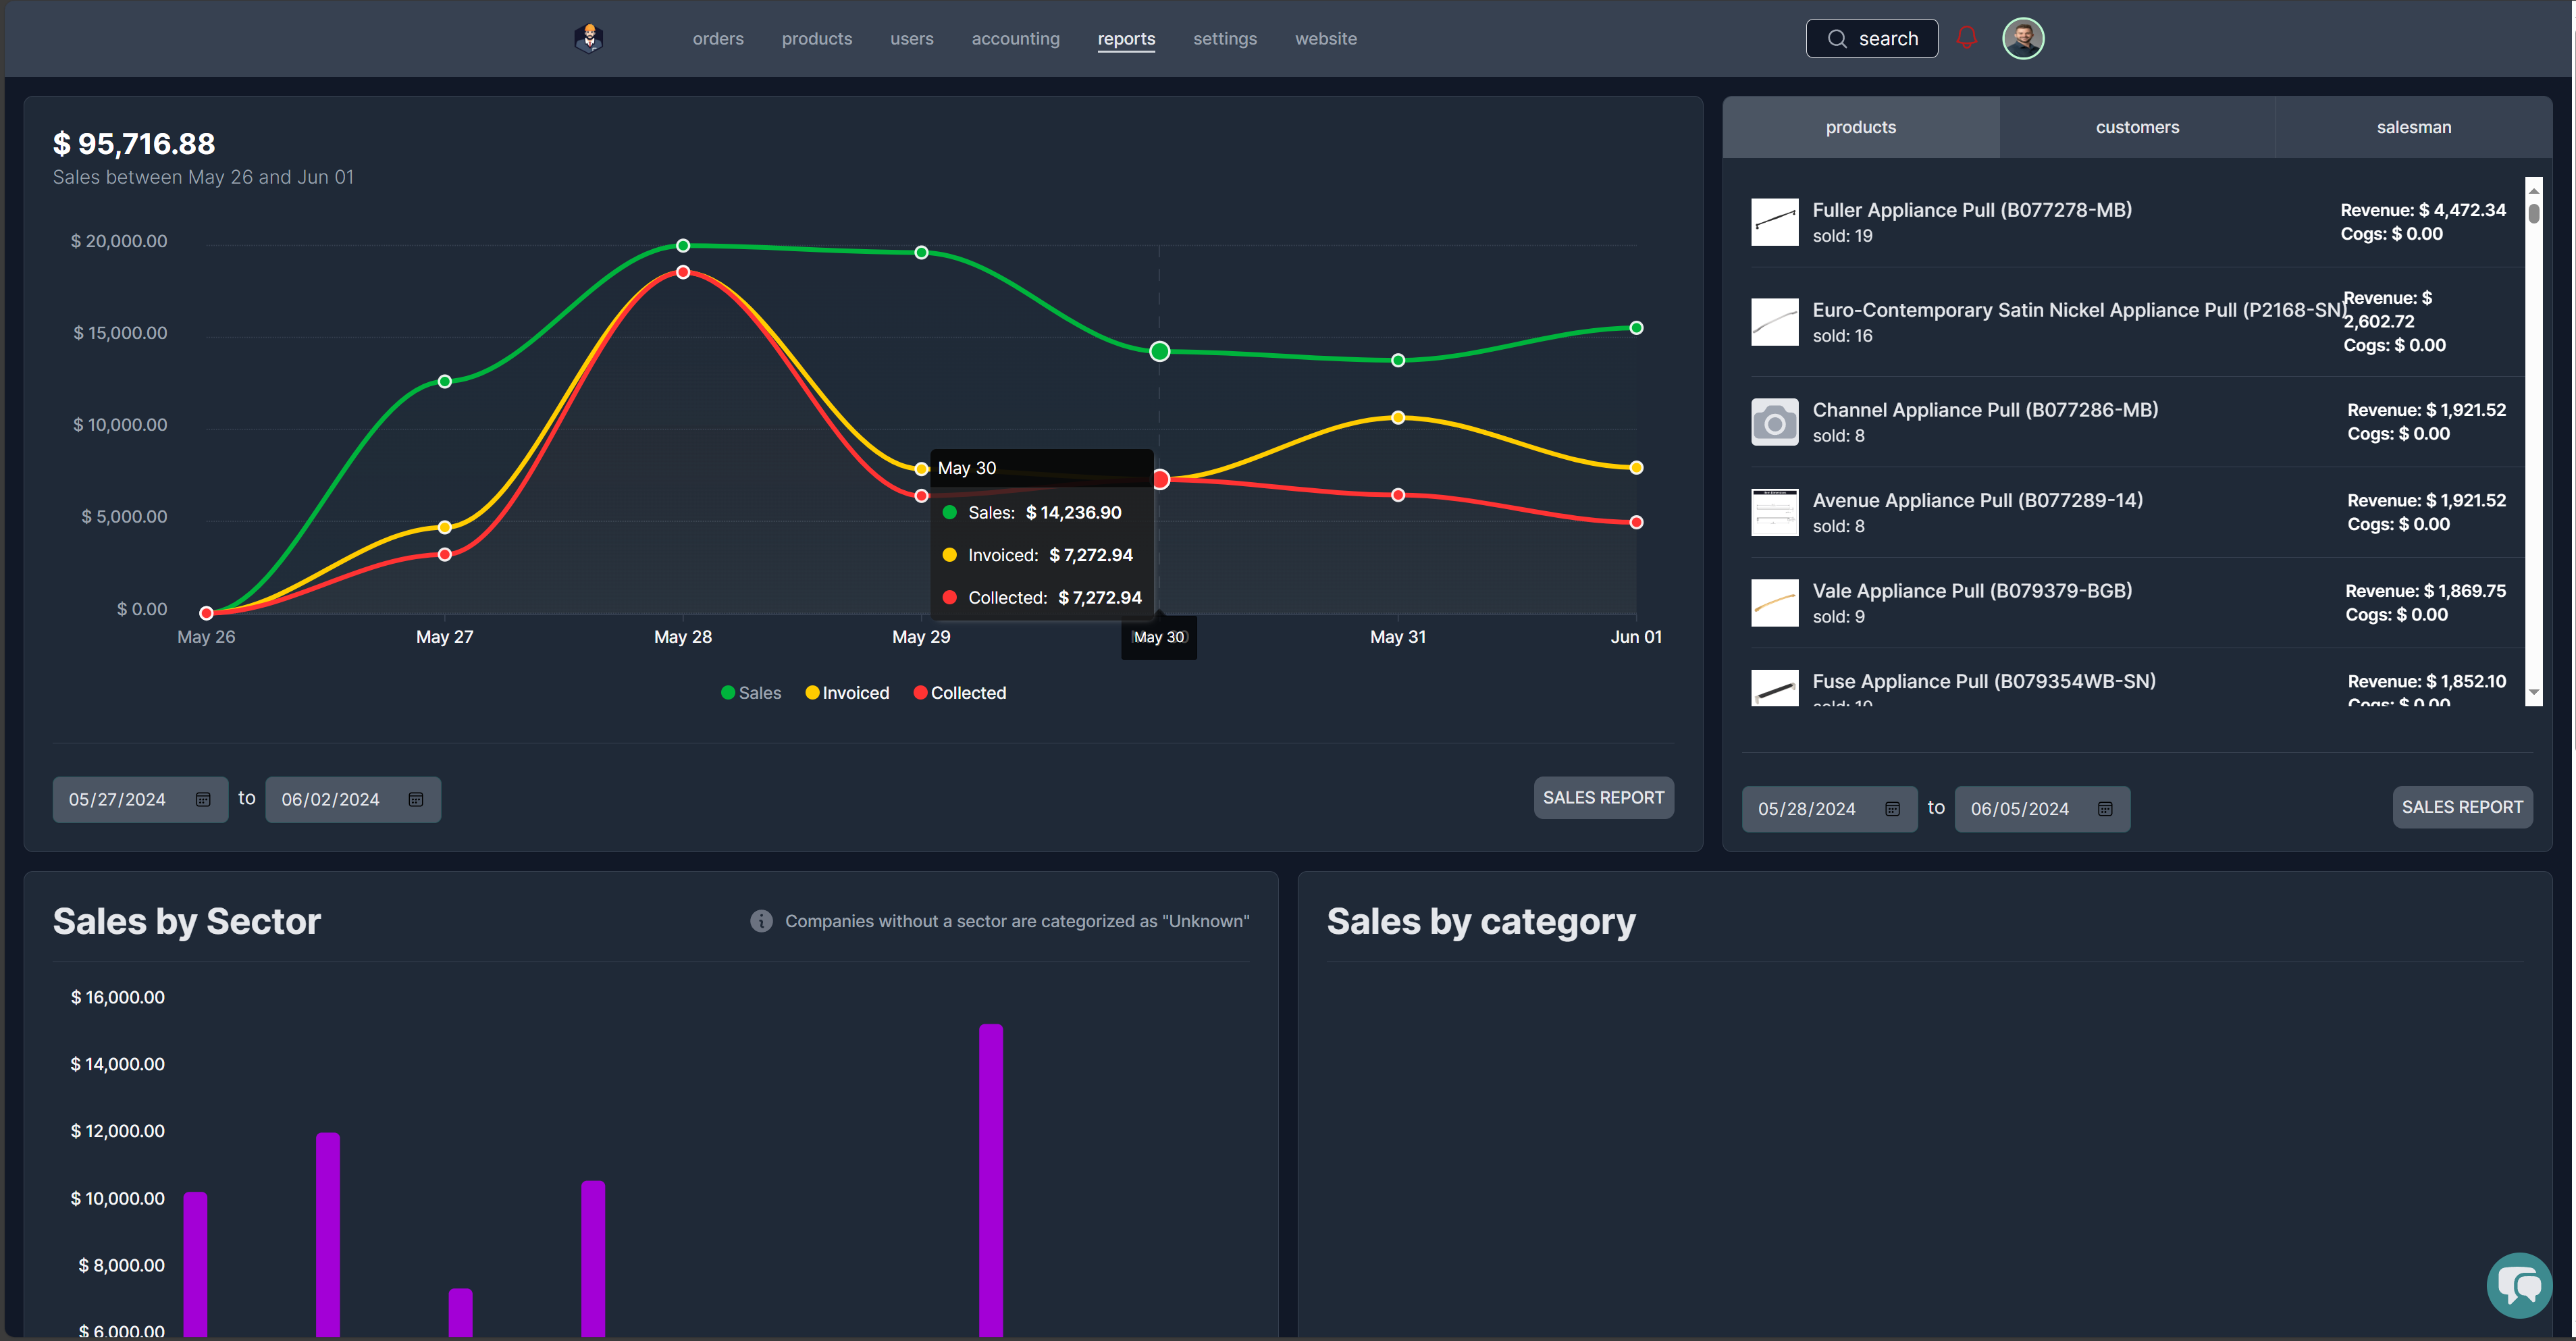 orders products users accounting reports settings website search
$ 95,716.88
Sales between May 26 and Jun 01
$ 20,000.00
$ 15,000.00
$ 10,000.00
$ 5,000.00
$ 0.00
May 26 May 27 May 28 May 29 May 30 May 31 Jun 01
May 30
Sales: $ 14,236.90
Invoiced: $ 7,272.94
Collected: $ 7,272.94
Sales Invoiced Collected
05/27/2024 to 06/02/2024 SALES REPORT
products customers salesman
Fuller Appliance Pull (B077278-MB) Revenue: $ 4,472.34
sold: 19 Cogs: $ 0.00
Euro-Contemporary Satin Nickel Appliance Pull (P2168-SN) Revenue: $
2,602.72
sold: 16 Cogs: $ 0.00
Channel Appliance Pull (B077286-MB) Revenue: $ 1,921.52
sold: 8 Cogs: $ 0.00
Avenue Appliance Pull (B077289-14) Revenue: $ 1,921.52
sold: 8 Cogs: $ 0.00
Vale Appliance Pull (B079379-BGB) Revenue: $ 1,869.75
sold: 9 Cogs: $ 0.00
Fuse Appliance Pull (B079354WB-SN) Revenue: $ 1,852.10
sold: 10 Cogs: $ 0.00
05/28/2024 to 06/05/2024 SALES REPORT
Sales by Sector Companies without a sector are categorized as "Unknown"
$ 16,000.00
$ 14,000.00
$ 12,000.00
$ 10,000.00
$ 8,000.00
$ 6,000.00
Sales by category